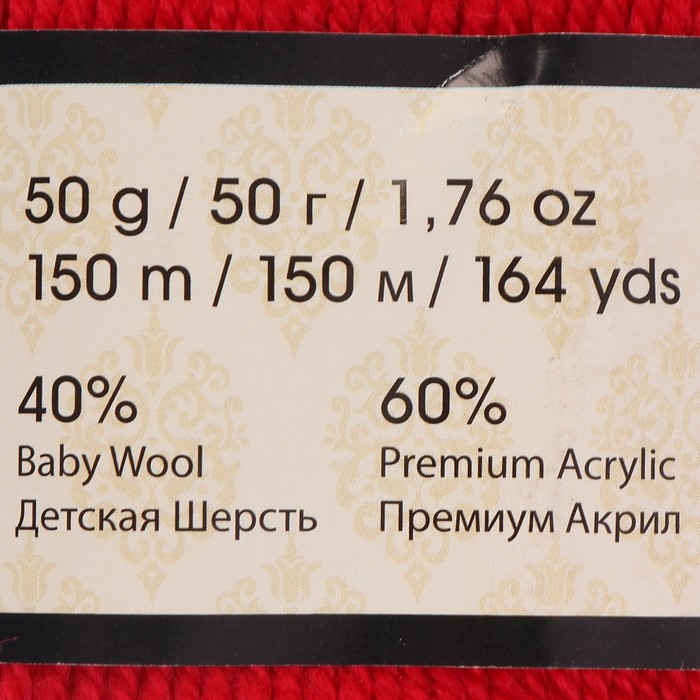 50 g / 50 г / 1,76 oz
150 m / 150 м / 164 yds
40% 60%
Baby Wool Premium Acrylic
Детская Шерсть Премиум Акрил